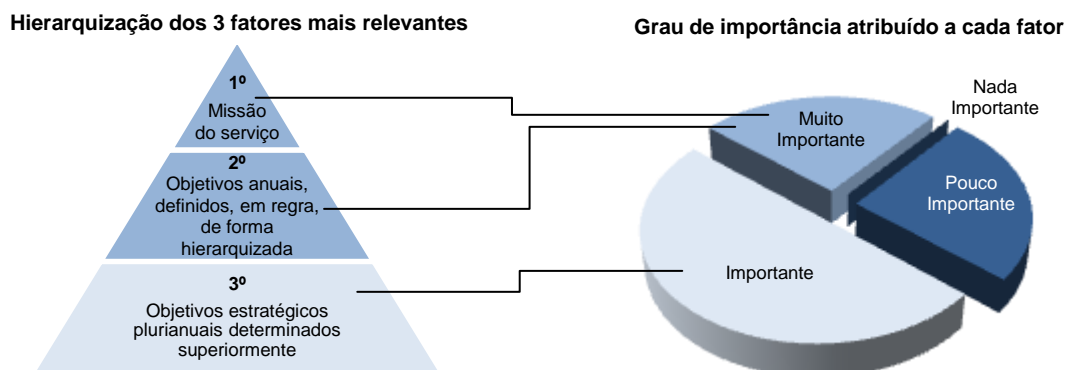 Hierarquização dos 3 fatores mais relevantes
1º
Missão
do serviço
2º
Objetivos anuais,
definidos, em regra,
de forma
hierarquizada
3º
Objetivos estratégicos
plurianuais determinados
superiormente
Grau de importância atribuído a cada fator
Nada
Importante
Muito
Importante
Pouco
Importante
Importante